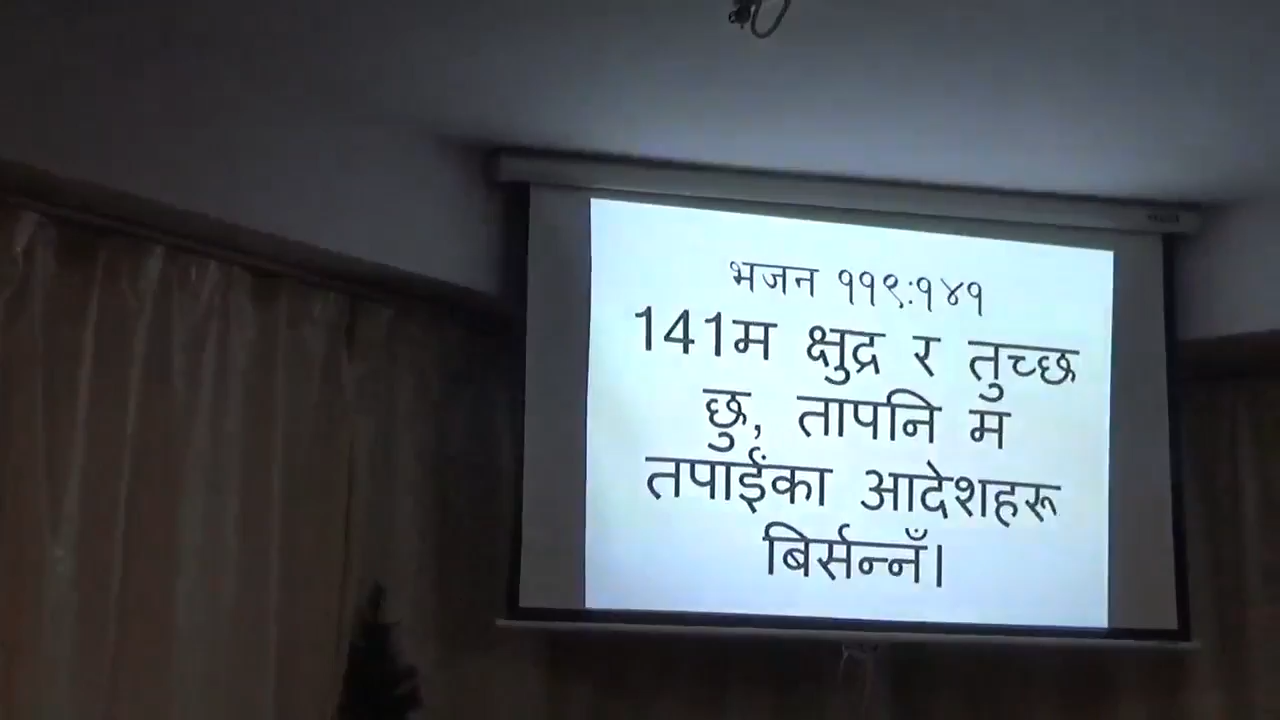 भजन ११९:१४१
141म क्षुद्र र तुच्छ
छु, तापनि म
तपाईंका आदेशहरू
बिर्सन्नँ।